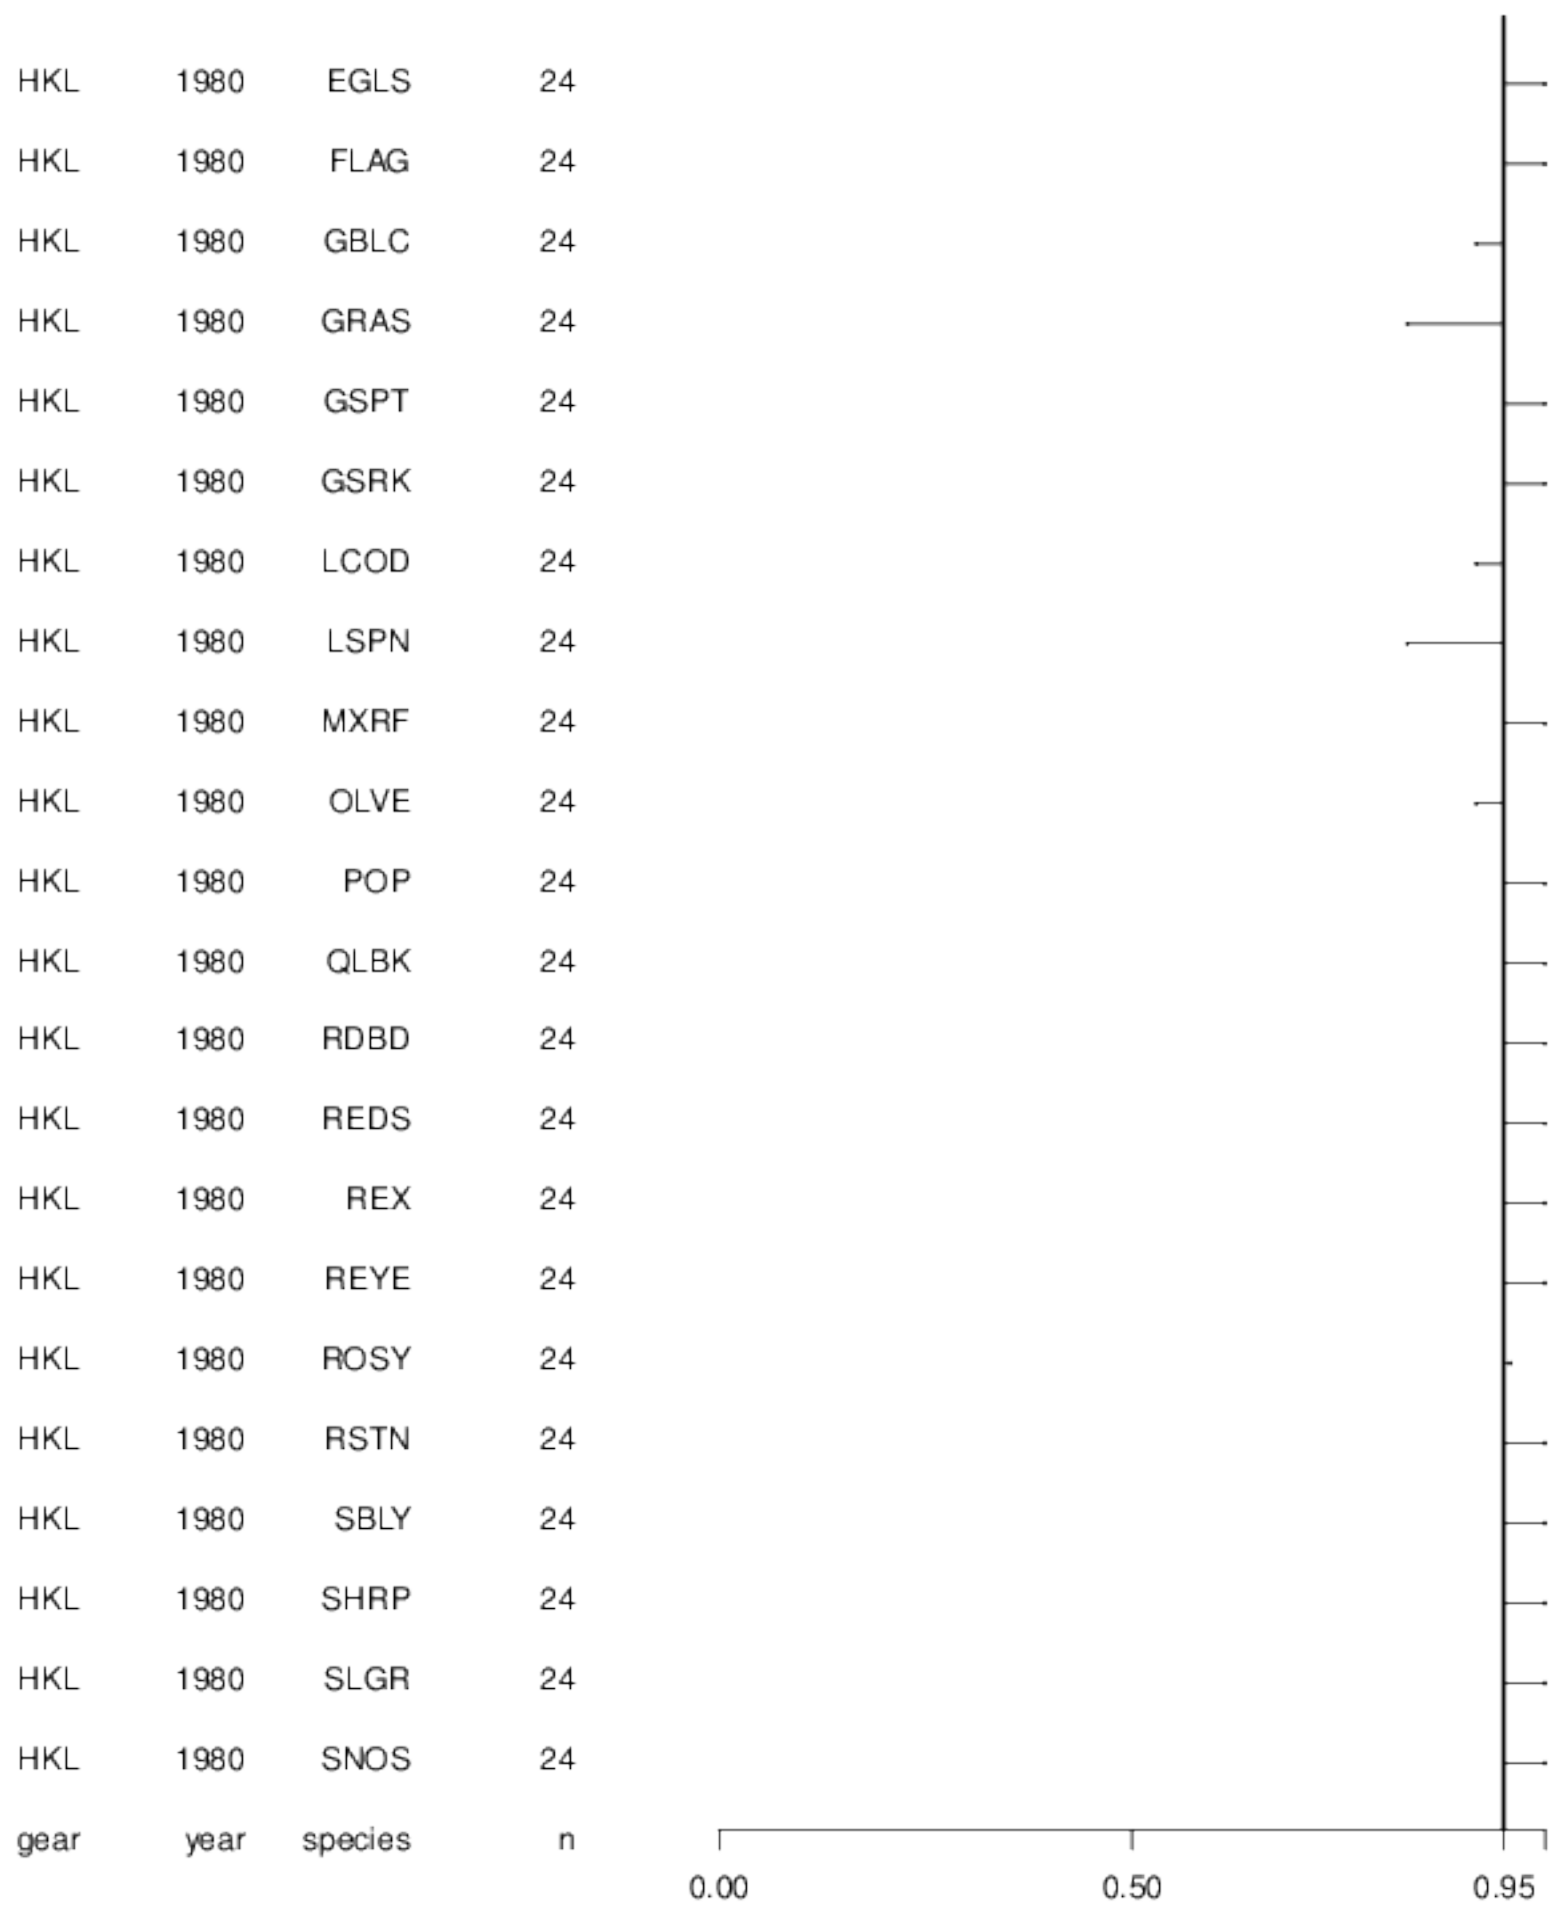 HKL 1980 EGLS 24
HKL 1980 FLAG 24
HKL 1980 GBLC 24
HKL 1980 GRAS 24
HKL 1980 GSPT 24
HKL 1980 GSRK 24
HKL 1980 LCOD 24
HKL 1980 LSPN 24
HKL 1980 MXRF 24
HKL 1980 OLVE 24
HKL 1980 POP 24
HKL 1980 QLBK 24
HKL 1980 RDBD 24
HKL 1980 REDS 24
HKL 1980 REX 24
HKL 1980 REYE 24
HKL 1980 ROSY 24
HKL 1980 RSTN 24
HKL 1980 SBLY 24
HKL 1980 SHRP 24
HKL 1980 SLGR 24
HKL 1980 SNOS 24
gear year species n
0.00 0.50 0.95